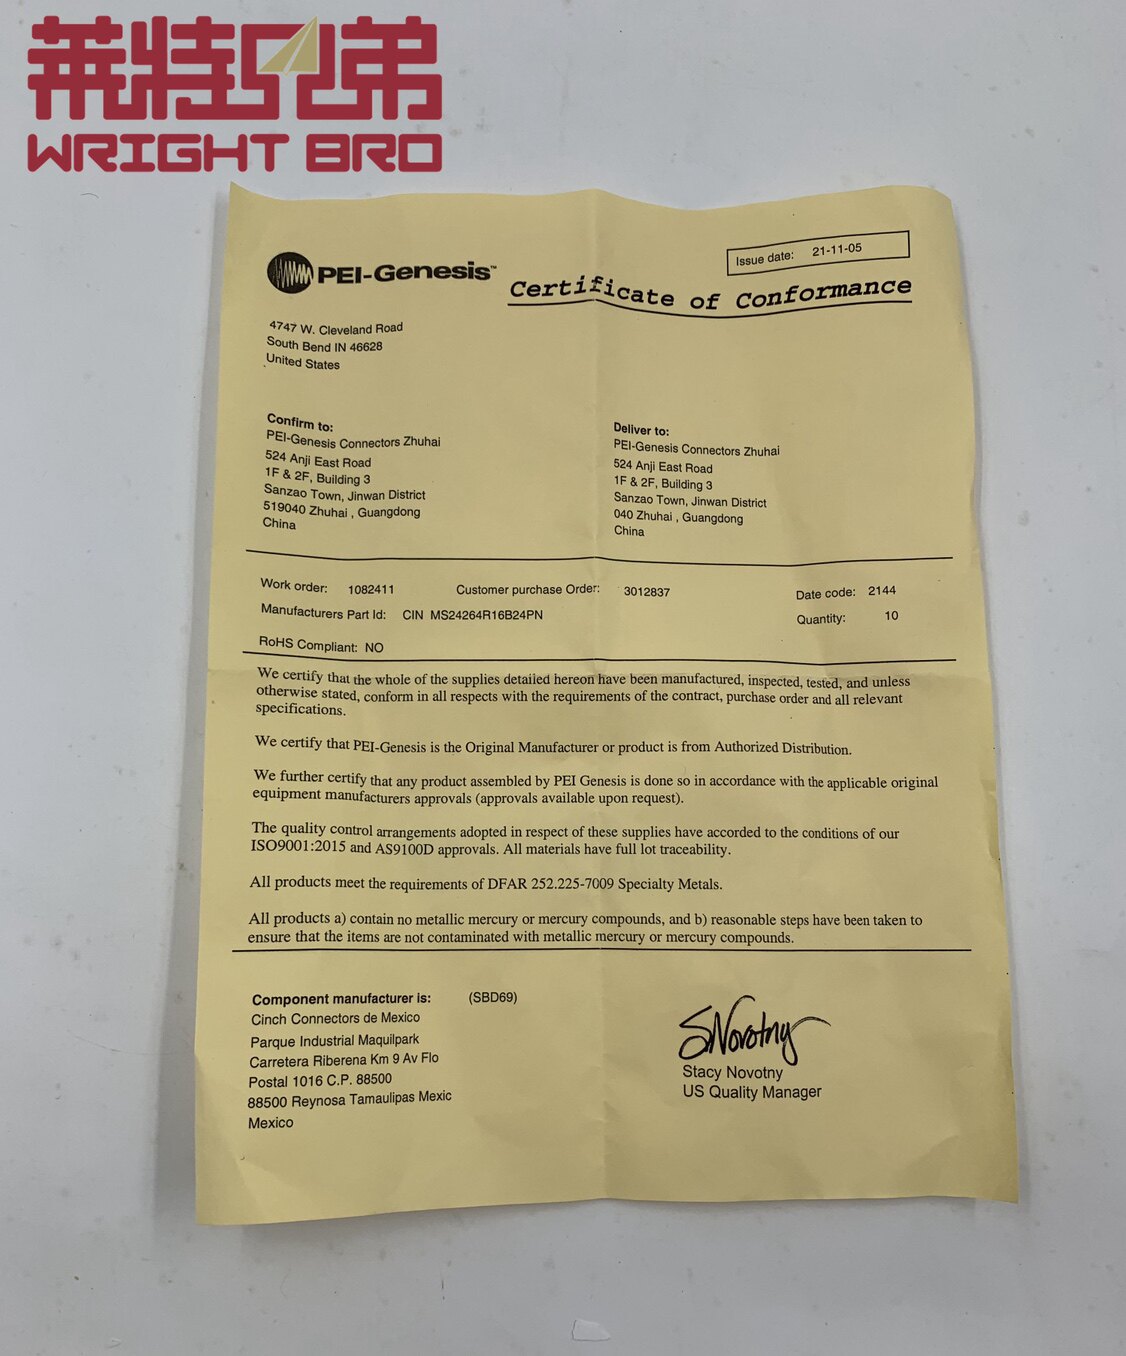 莱特兄弟
WRIGHT BRO
PEI-Genesis™
Issue date: 21-11-05
Certificate of Conformance
4747 W. Cleveland Road
South Bend IN 46628
United States
Confirm to:
PEI-Genesis Connectors Zhuhai
524 Anji East Road
1F & 2F, Building 3
Sanzao Town, Jinwan District
519040 Zhuhai , Guangdong
China
Deliver to:
PEI-Genesis Connectors Zhuhai
524 Anji East Road
1F & 2F, Building 3
Sanzao Town, Jinwan District
040 Zhuhai , Guangdong
China
Work order: 1082411 Customer purchase Order: 3012837 Date code: 2144
Manufacturers Part Id: CIN MS24264R16B24PN Quantity: 10
RoHS Compliant: NO
We certify that the whole of the supplies detailed hereon have been manufactured, inspected, tested, and unless
otherwise stated, conform in all respects with the requirements of the contract, purchase order and all relevant
specifications.
We certify that PEI-Genesis is the Original Manufacturer or product is from Authorized Distribution.
We further certify that any product assembled by PEI Genesis is done so in accordance with the applicable original
equipment manufacturers approvals (approvals available upon request).
The quality control arrangements adopted in respect of these supplies have accorded to the conditions of our
ISO9001:2015 and AS9100D approvals. All materials have full lot traceability.
All products meet the requirements of DFAR 252.225-7009 Specialty Metals.
All products a) contain no metallic mercury or mercury compounds, and b) reasonable steps have been taken to
ensure that the items are not contaminated with metallic mercury or mercury compounds.
Component manufacturer is: (SBD69)
Cinch Connectors de Mexico
Parque Industrial Maquilpark
Carretera Riberena Km 9 Av Flo
Postal 1016 C.P. 88500
88500 Reynosa Tamaulipas Mexic
Mexico
SNovotny
Stacy Novotny
US Quality Manager